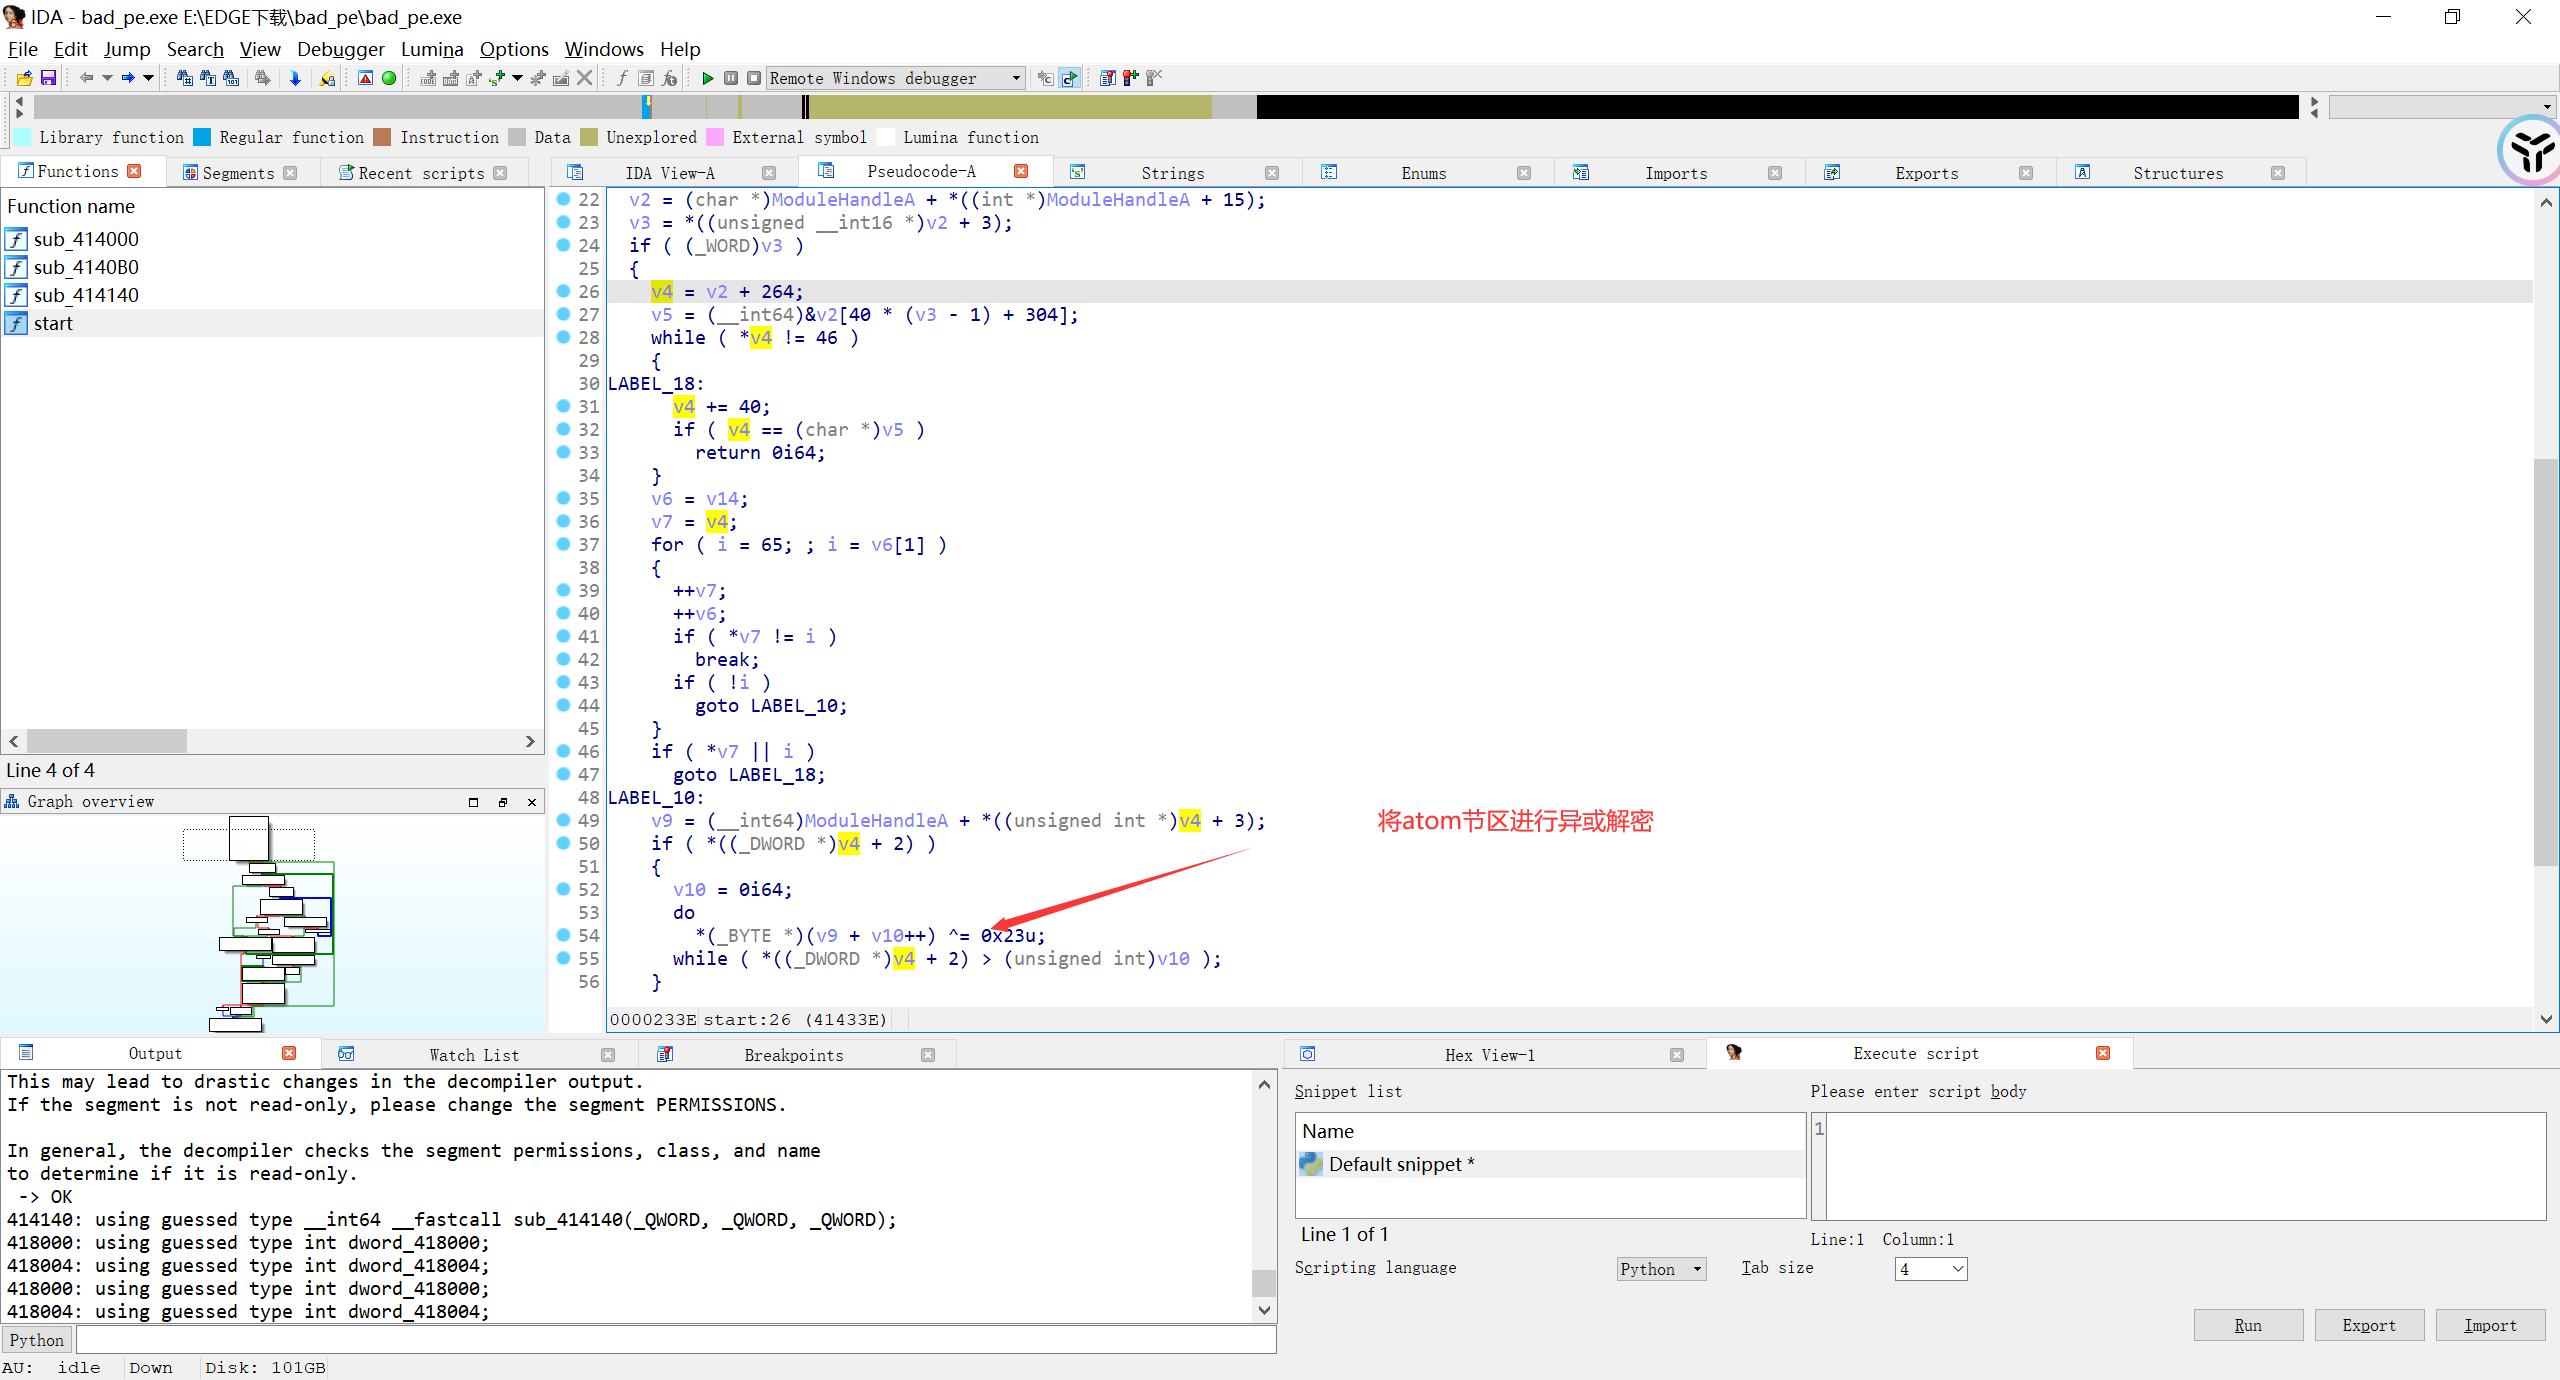 IDA - bad_pe.exe E:\EDGE下载\bad_pe\bad_pe.exe
File Edit Jump Search View Debugger Lumina Options Windows Help
Remote Windows debugger
Library function Regular function Instruction Data Unexplored External symbol Lumina function
Functions Segments Recent scripts IDA View-A Pseudocode-A Strings Enums Imports Exports Structures
Function name
sub_414000
sub_4140B0
sub_414140
start
Line 4 of 4
Graph overview
22 v2 = (char *)ModuleHandleA + *((int *)ModuleHandleA + 15);
23 v3 = *((unsigned __int16 *)v2 + 3);
24 if ( (_WORD)v3 )
25 {
26 v4 = v2 + 264;
27 v5 = (__int64)&v2[40 * (v3 - 1) + 304];
28 while ( *v4 != 46 )
29 {
30 LABEL_18:
31 v4 += 40;
32 if ( v4 == (char *)v5 )
33 return 0i64;
34 }
35 v6 = v14;
36 v7 = v4;
37 for ( i = 65; ; i = v6[1] )
38 {
39 ++v7;
40 ++v6;
41 if ( *v7 != i )
42 break;
43 if ( !i )
44 goto LABEL_10;
45 }
46 if ( *v7 || i )
47 goto LABEL_18;
48 LABEL_10:
49 v9 = (__int64)ModuleHandleA + *((unsigned int *)v4 + 3);
将atom节区进行异或解密
50 if ( *((_DWORD *)v4 + 2) )
51 {
52 v10 = 0i64;
53 do
54 *(_BYTE *)(v9 + v10++) ^= 0x23u;
55 while ( *((_DWORD *)v4 + 2) > (unsigned int)v10 );
56 }
0000233E start:26 (41433E)
Output Watch List Breakpoints
This may lead to drastic changes in the decompiler output.
If the segment is not read-only, please change the segment PERMISSIONS.
In general, the decompiler checks the segment permissions, class, and name
to determine if it is read-only.
-> OK
414140: using guessed type __int64 __fastcall sub_414140(_QWORD, _QWORD, _QWORD);
418000: using guessed type int dword_418000;
418004: using guessed type int dword_418004;
418000: using guessed type int dword_418000;
418004: using guessed type int dword_418004;
Python
Hex View-1 Execute script
Snippet list Please enter script body
Name
1
Default snippet *
Line 1 of 1
Line:1 Column:1
Scripting language Python Tab size 4
Run Export Import
AU: idle Down Disk: 101GB